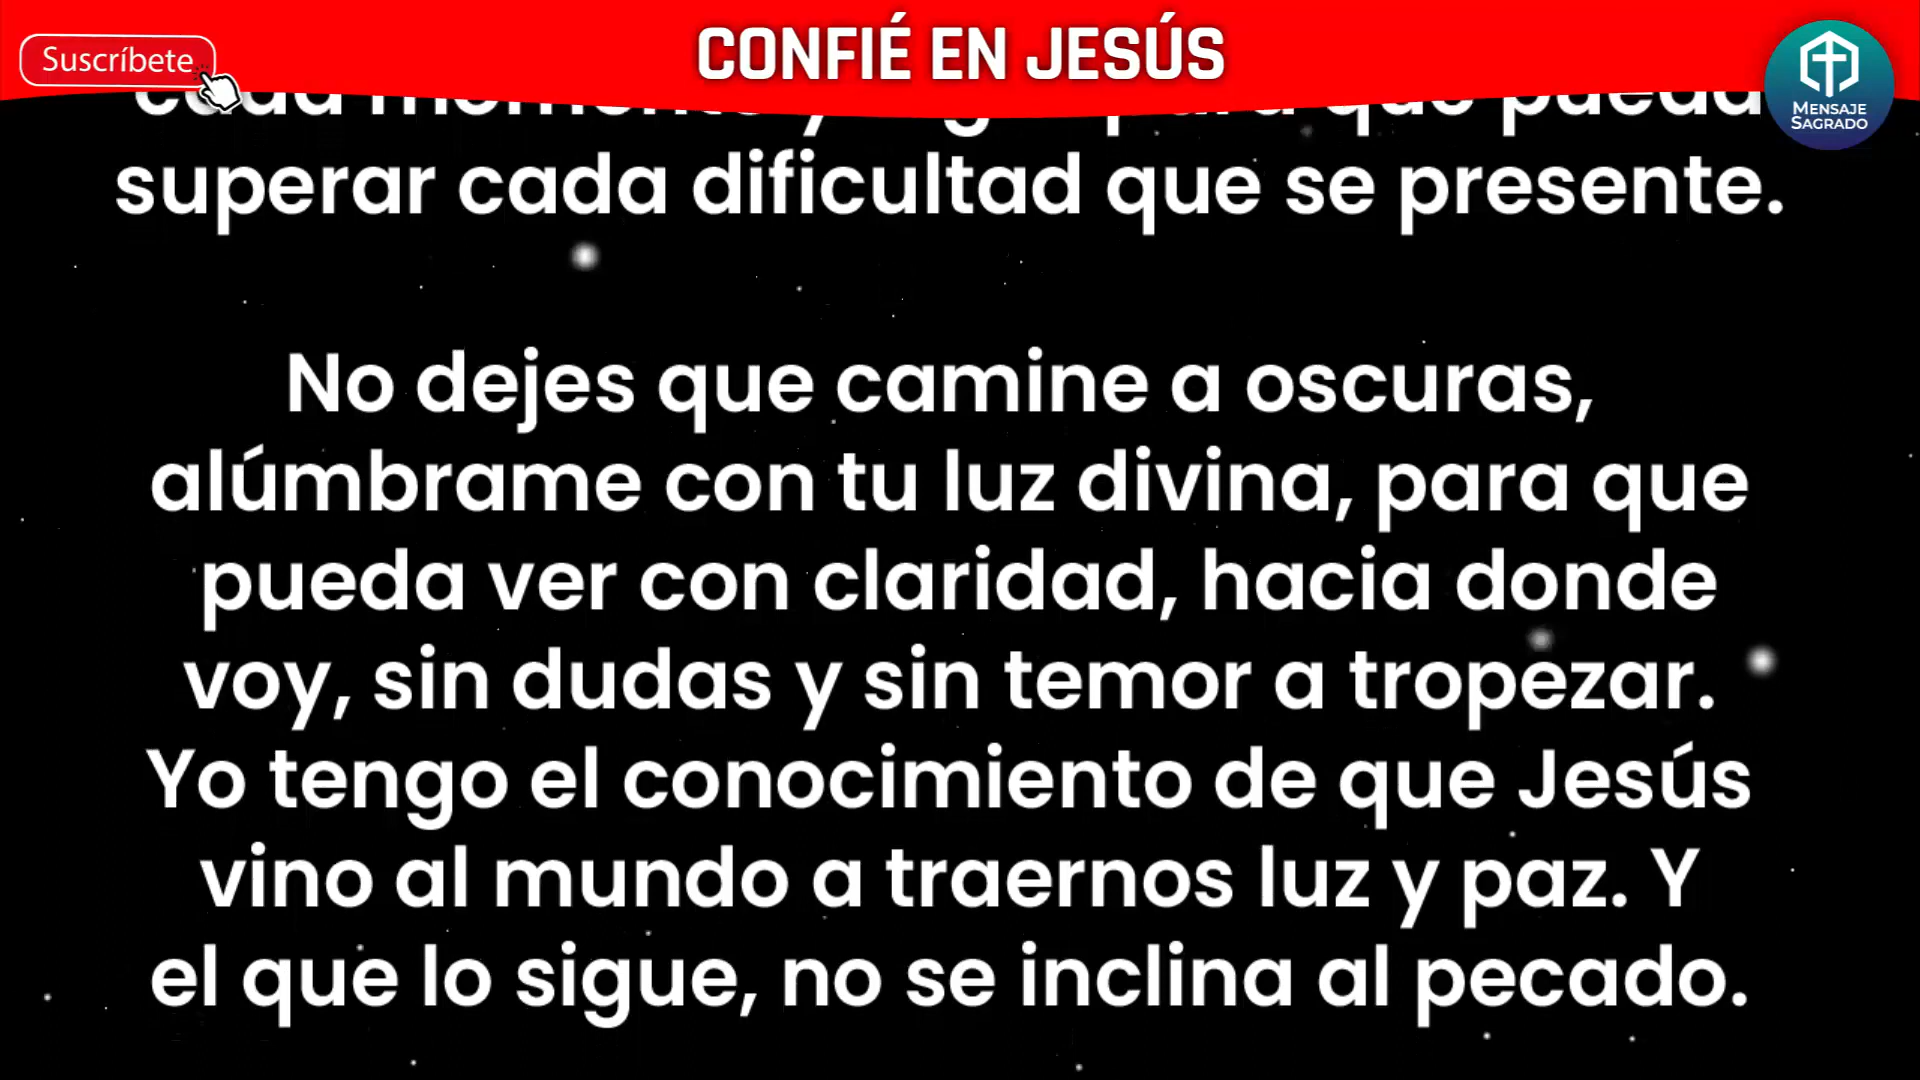 Suscríbete
CONFIÉ EN JESÚS
MENSAJE
SAGRADO
superar cada dificultad que se presente.
No dejes que camine a oscuras,
alúmbrame con tu luz divina, para que
pueda ver con claridad, hacia donde
voy, sin dudas y sin temor a tropezar.
Yo tengo el conocimiento de que Jesús
vino al mundo a traernos luz y paz. Y
el que lo sigue, no se inclina al pecado.